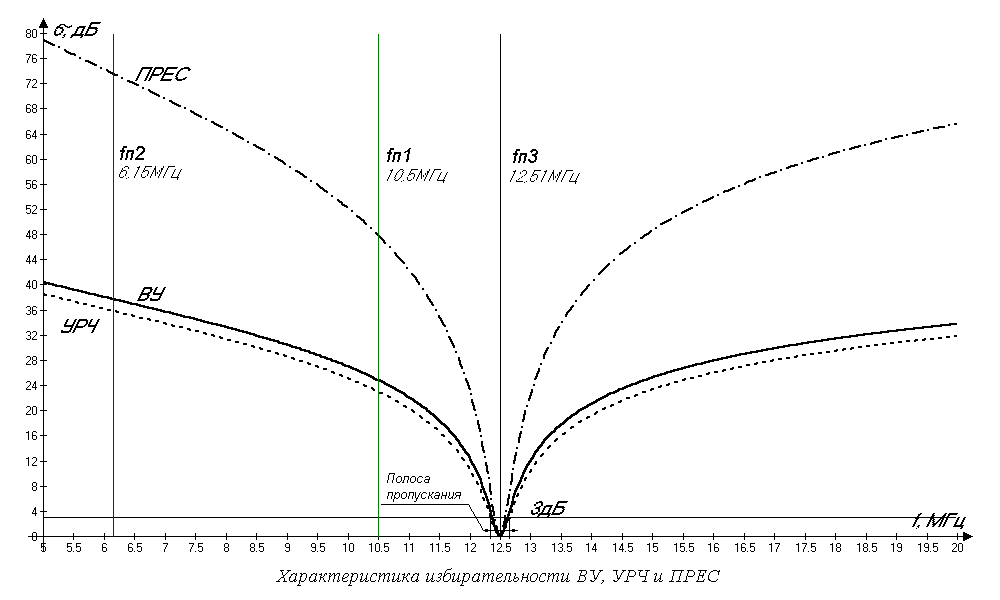 б~, дБ
80
76
72
68
64
60
56
52
48
44
40
36
32
28
24
20
16
12
8
4
0
ПРЕС
fп2
6,15МГц
fп1
10,5МГц
fп3
12,51МГц
ВУ
УРЧ
Полоса
пропускания
3дБ
f, МГц
5 5.5 6 6.5 7 7.5 8 8.5 9 9.5 10 10.5 11 11.5 12 12.5 13 13.5 14 14.5 15 15.5 16 16.5 17 17.5 18 18.5 19 19.5 20
Характеристика избирательности ВУ, УРЧ и ПРЕС